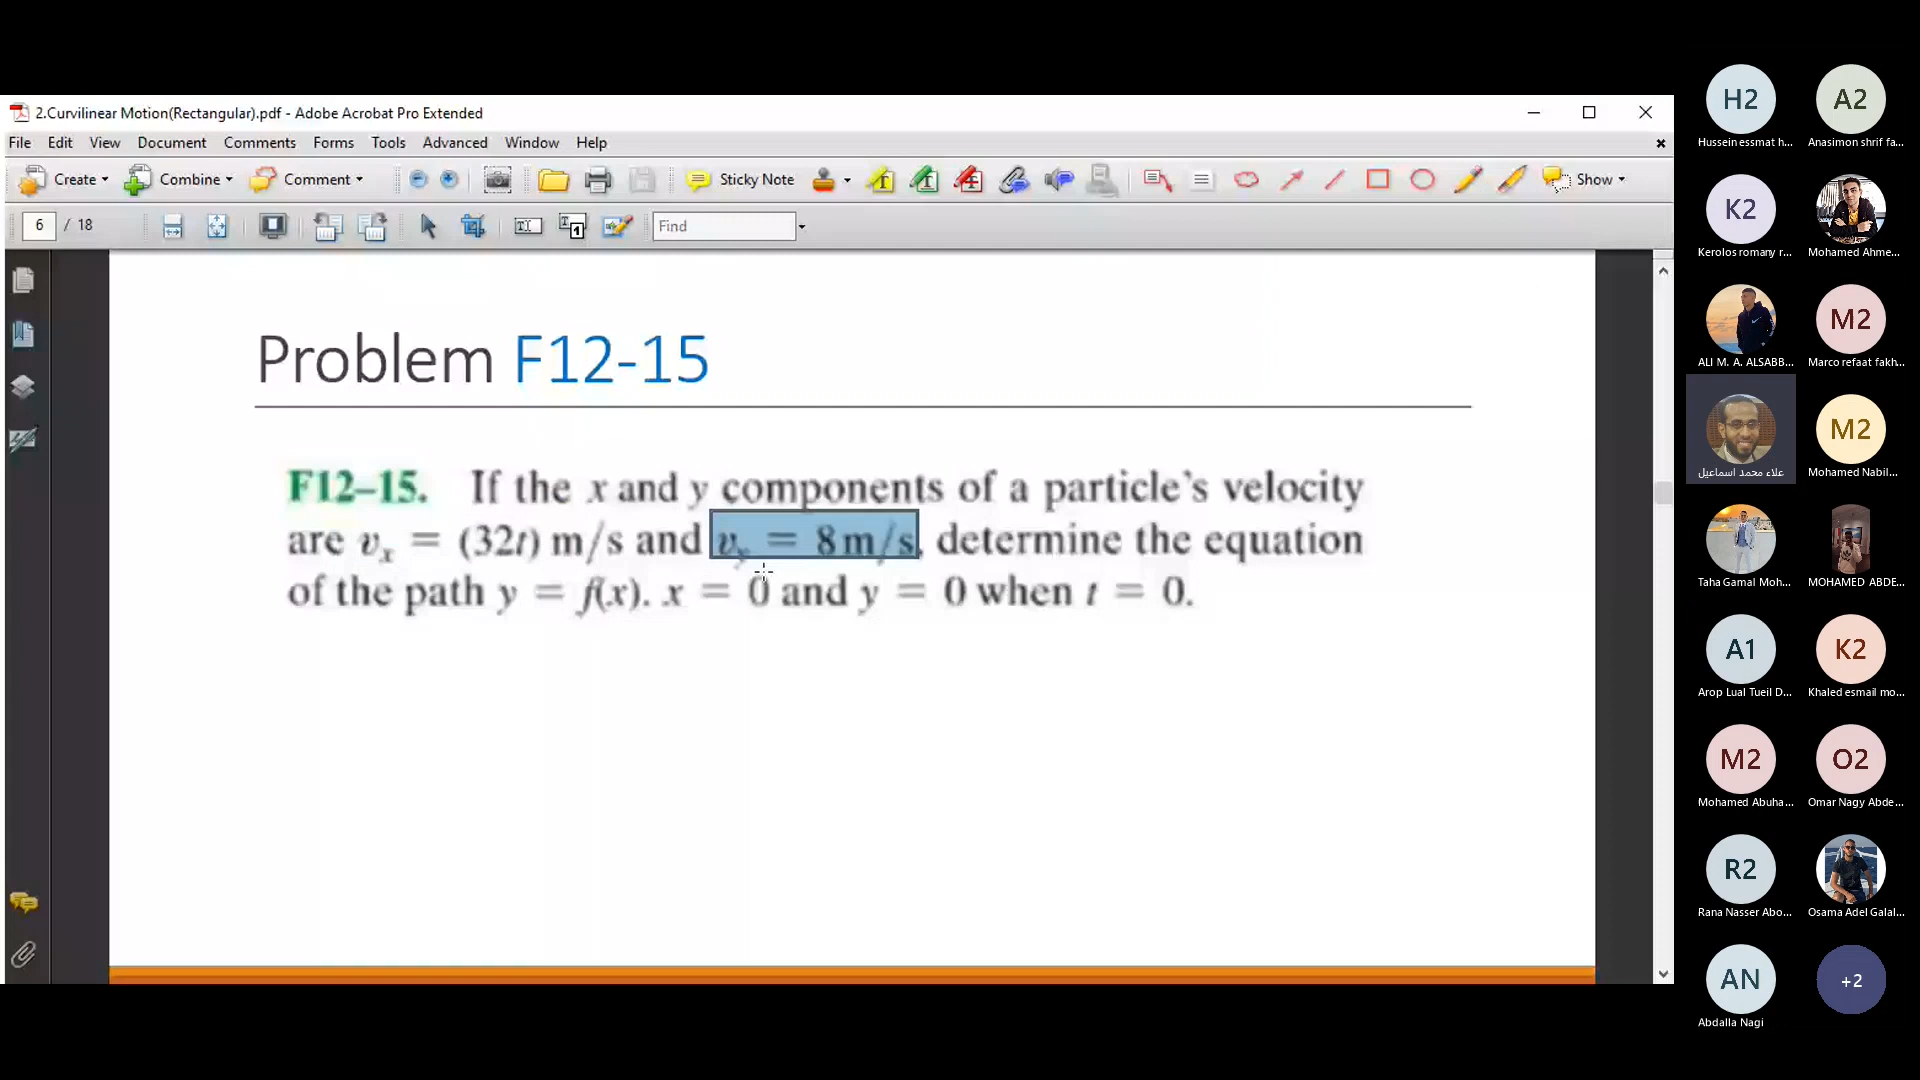 2.Curvilinear Motion(Rectangular).pdf - Adobe Acrobat Pro Extended
File Edit View Document Comments Forms Tools Advanced Window Help
Create Combine Comment Sticky Note Show
6 / 18 Find
Problem F12-15
F12–15. If the x and y components of a particle's velocity
are vx = (32t) m/s and vy = 8 m/s, determine the equation
of the path y = f(x). x = 0 and y = 0 when t = 0.
H2 A2
Hussein essmat h... Anasimon shrif fa...
K2
Kerolos romany r... Mohamed Ahme...
M2
ALI M. A. ALSABB... Marco refaat fakh...
M2
علاء محمد اسماعيل Mohamed Nabil...
Taha Gamal Moh... MOHAMED ABDE...
A1 K2
Arop Lual Tueil D... Khaled esmail mo...
M2 O2
Mohamed Abuha... Omar Nagy Abde...
R2
Rana Nasser Abo... Osama Adel Galal...
AN +2
Abdalla Nagi